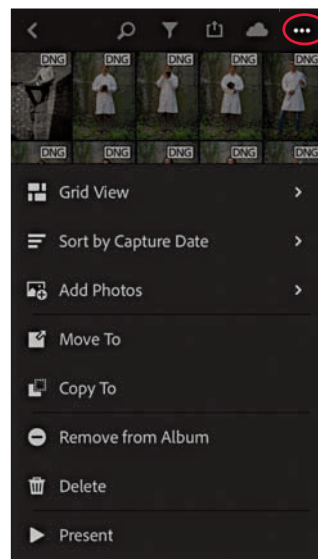 DNG DNG DNG DNG DNG
DNG DNG DNG DNG DNG
Grid View
Sort by Capture Date
Add Photos
Move To
Copy To
Remove from Album
Delete
Present